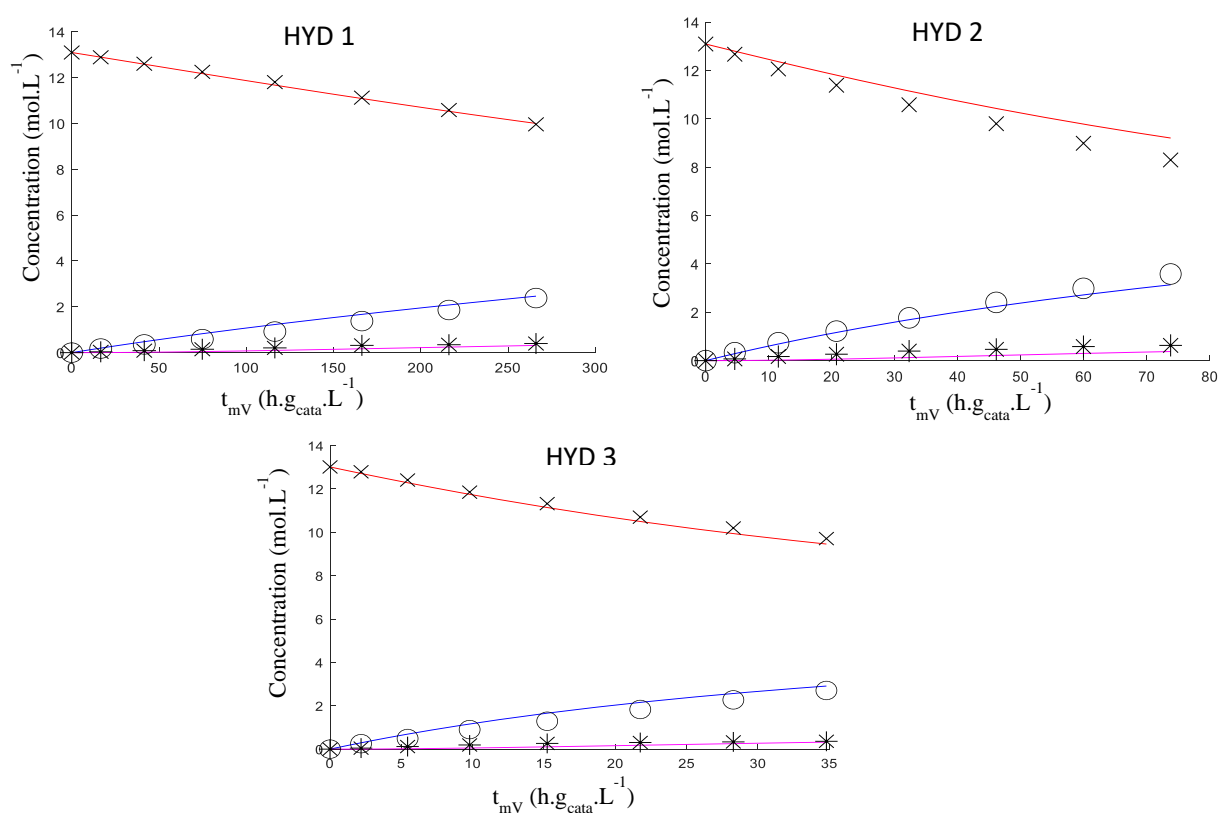 HYD 1
Concentration (mol.L-1)
14
12
10
8
6
4
2
0
0 50 100 150 200 250 300
tmV (h.gcata.L-1)
HYD 2
Concentration (mol.L-1)
14
12
10
8
6
4
2
0
0 10 20 30 40 50 60 70 80
tmV (h.gcata.L-1)
HYD 3
Concentration (mol.L-1)
14
12
10
8
6
4
2
0
0 5 10 15 20 25 30 35
tmV (h.gcata.L-1)